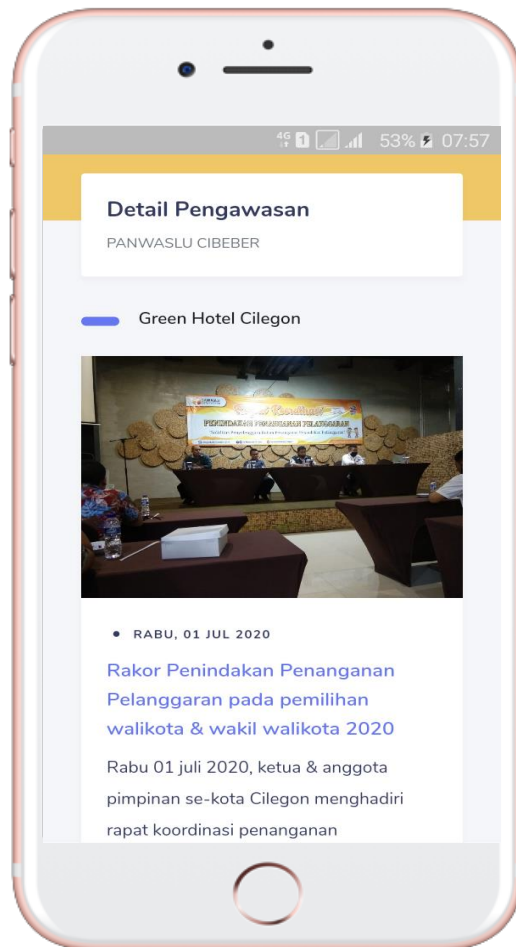 4G 1 53% 07:57
Detail Pengawasan
PANWASLU CIBEBER
Green Hotel Cilegon
Rapat Koordinasi
PENINDAKAN PENANGANAN PELANGGARAN
RABU, 01 JUL 2020
Rakor Penindakan Penanganan
Pelanggaran pada pemilihan
walikota & wakil walikota 2020
Rabu 01 juli 2020, ketua & anggota
pimpinan se-kota Cilegon menghadiri
rapat koordinasi penanganan